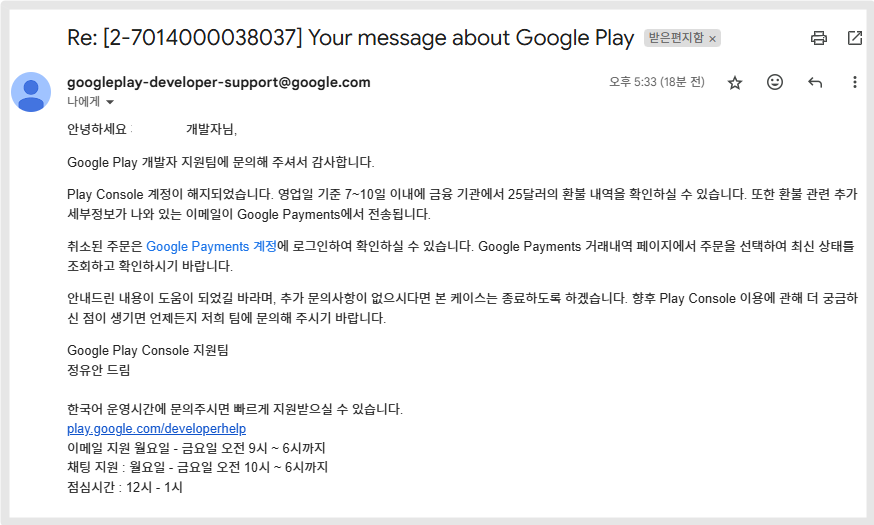 Re: [2-7014000038037] Your message about Google Play 받은편지함 ×
googleplay-developer-support@google.com 오후 5:33 (18분 전)
나에게
안녕하세요 개발자님,
Google Play 개발자 지원팀에 문의해 주셔서 감사합니다.
Play Console 계정이 해지되었습니다. 영업일 기준 7~10일 이내에 금융 기관에서 25달러의 환불 내역을 확인하실 수 있습니다. 또한 환불 관련 추가
세부정보가 나와 있는 이메일이 Google Payments에서 전송됩니다.
취소된 주문은 Google Payments 계정에 로그인하여 확인하실 수 있습니다. Google Payments 거래내역 페이지에서 주문을 선택하여 최신 상태를
조회하고 확인하시기 바랍니다.
안내드린 내용이 도움이 되었길 바라며, 추가 문의사항이 없으시다면 본 케이스는 종료하도록 하겠습니다. 향후 Play Console 이용에 관해 더 궁금하
신 점이 생기면 언제든지 저희 팀에 문의해 주시기 바랍니다.
Google Play Console 지원팀
정유안 드림
한국어 운영시간에 문의주시면 빠르게 지원받으실 수 있습니다.
play.google.com/developerhelp
이메일 지원 월요일 - 금요일 오전 9시 ~ 6시까지
채팅 지원 : 월요일 - 금요일 오전 10시 ~ 6시까지
점심시간 : 12시 - 1시